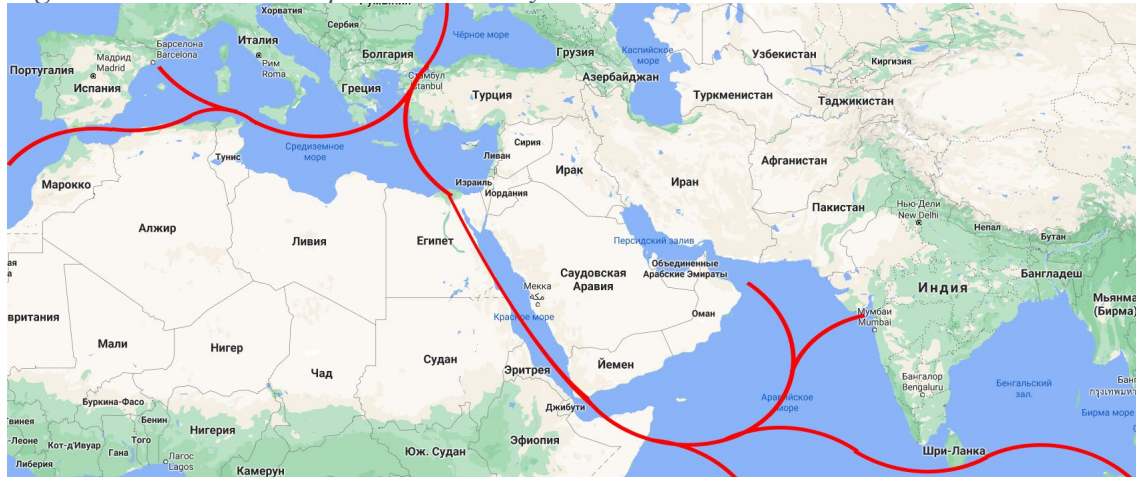 Хорватия
Сербия
Чёрное море
Барселона
Barcelona
Италия
Мадрид
Madrid
Рим
Roma
Болгария
Грузия
Каспийское
море
Узбекистан
Киргизия
Португалия
Испания
Греция
Стамбул
Istanbul
Турция
Азербайджан
Туркменистан
Таджикистан
Тунис
Средиземное
море
Ливан
Сирия
Афганистан
Марокко
Израиль
Иордания
Ирак
Иран
Пакистан
Нью-Дели
New Delhi
Непал
Бутан
Алжир
Ливия
Египет
Персидский залив
Объединенные
Арабские Эмираты
Саудовская
Аравия
Бангладеш
Индия
Мекка
مكة
Красное море
Оман
Мумбаи
Mumbai
Мьянма
(Бирма)
вритания
Мали
Нигер
Чад
Судан
Эритрея
Йемен
Бангалор
Bengaluru
Бенгальский
зал.
Аравийское
море
Буркина-Фасо
Джибути
Бирма море
Бенин
Нигерия
Того
Гана
Кот-д'Ивуар
Либерия
Лагос
Lagos
Камерун
Юж. Судан
Эфиопия
Шри-Ланка